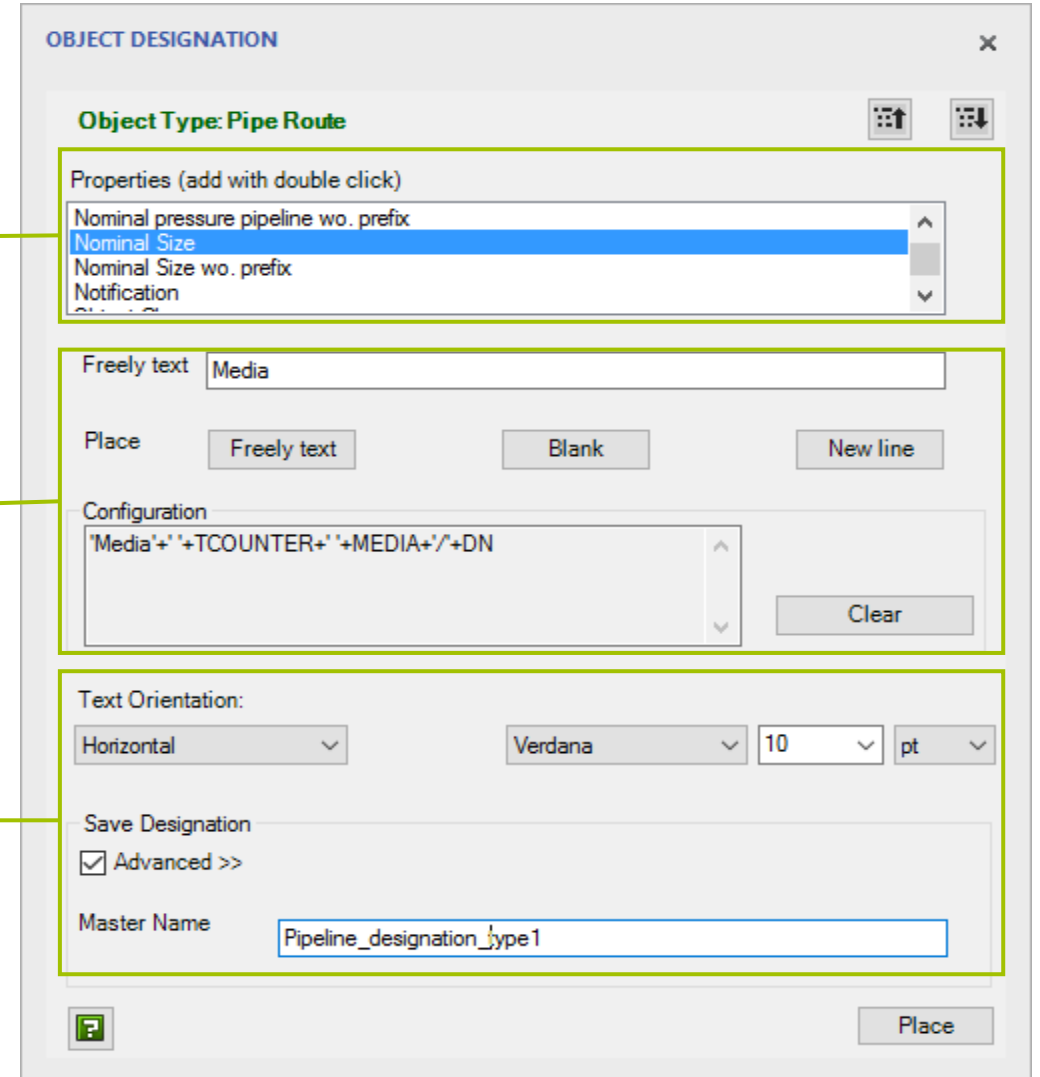 OBJECT DESIGNATION
Object Type: Pipe Route
Properties (add with double click)
Nominal pressure pipeline wo. prefix
Nominal Size
Nominal Size wo. prefix
Notification
Freely text Media
Place Freely text Blank New line
Configuration
'Media'+' '+TCOUNTER+' '+MEDIA+'/'+DN
Clear
Text Orientation:
Horizontal Verdana 10 pt
Save Designation
Advanced >>
Master Name Pipeline_designation_type1
Place